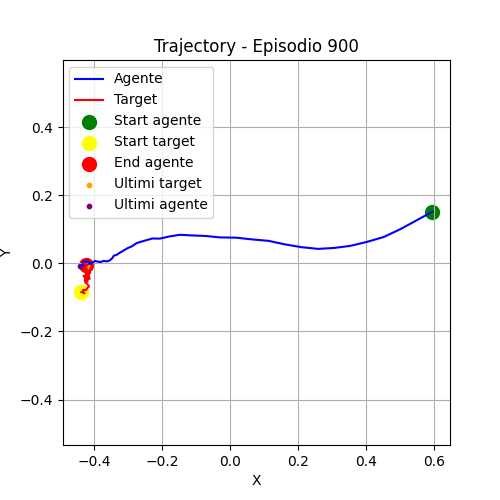 Trajectory - Episodio 900
Agente
Target
Start agente
Start target
End agente
Ultimi target
Ultimi agente
0.4
0.2
0.0
−0.2
−0.4
Y
−0.4
−0.2
0.0
0.2
0.4
0.6
X